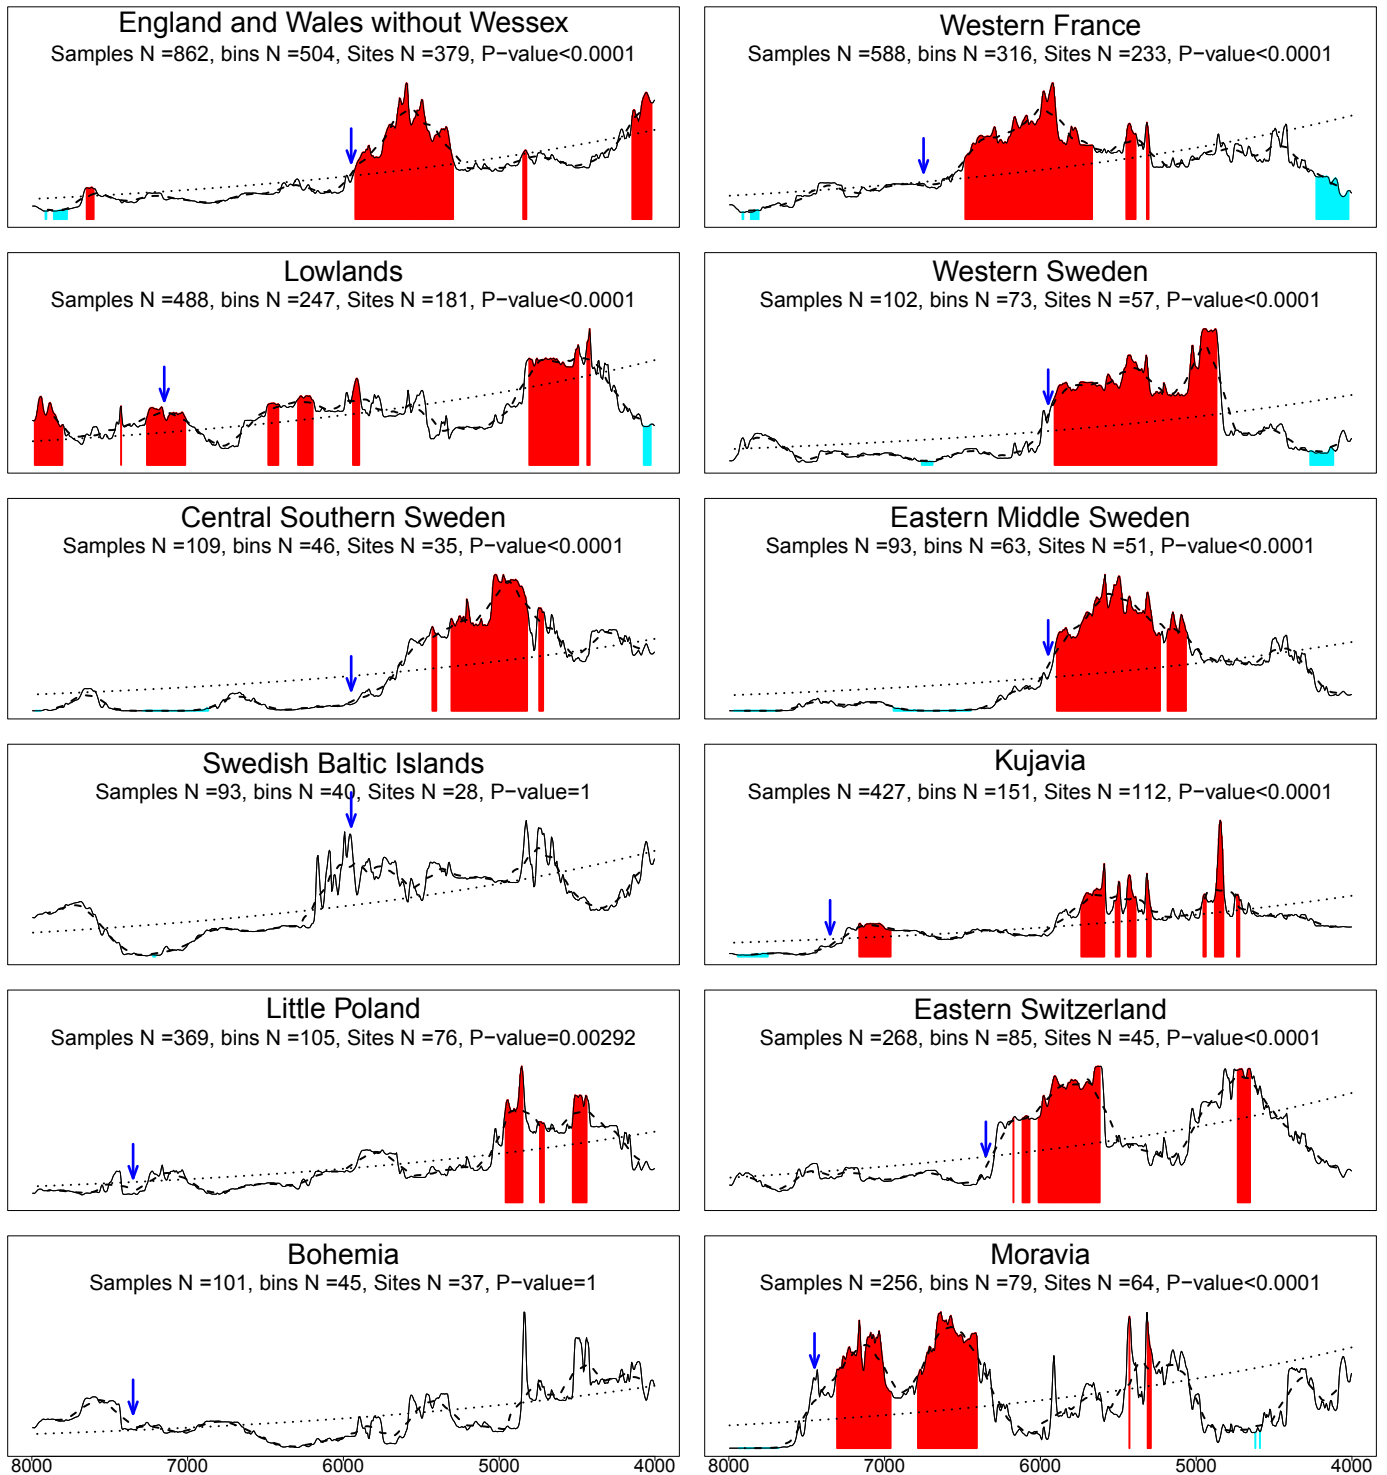 England and Wales without Wessex
Samples N =862, bins N =504, Sites N =379, P−value<0.0001
Western France
Samples N =588, bins N =316, Sites N =233, P−value<0.0001
Lowlands
Samples N =488, bins N =247, Sites N =181, P−value<0.0001
Western Sweden
Samples N =102, bins N =73, Sites N =57, P−value<0.0001
Central Southern Sweden
Samples N =109, bins N =46, Sites N =35, P−value<0.0001
Eastern Middle Sweden
Samples N =93, bins N =63, Sites N =51, P−value<0.0001
Swedish Baltic Islands
Samples N =93, bins N =40, Sites N =28, P−value=1
Kujavia
Samples N =427, bins N =151, Sites N =112, P−value<0.0001
Little Poland
Samples N =369, bins N =105, Sites N =76, P−value=0.00292
Eastern Switzerland
Samples N =268, bins N =85, Sites N =45, P−value<0.0001
Bohemia
Samples N =101, bins N =45, Sites N =37, P−value=1
Moravia
Samples N =256, bins N =79, Sites N =64, P−value<0.0001
8000 7000 6000 5000 4000
8000 7000 6000 5000 4000